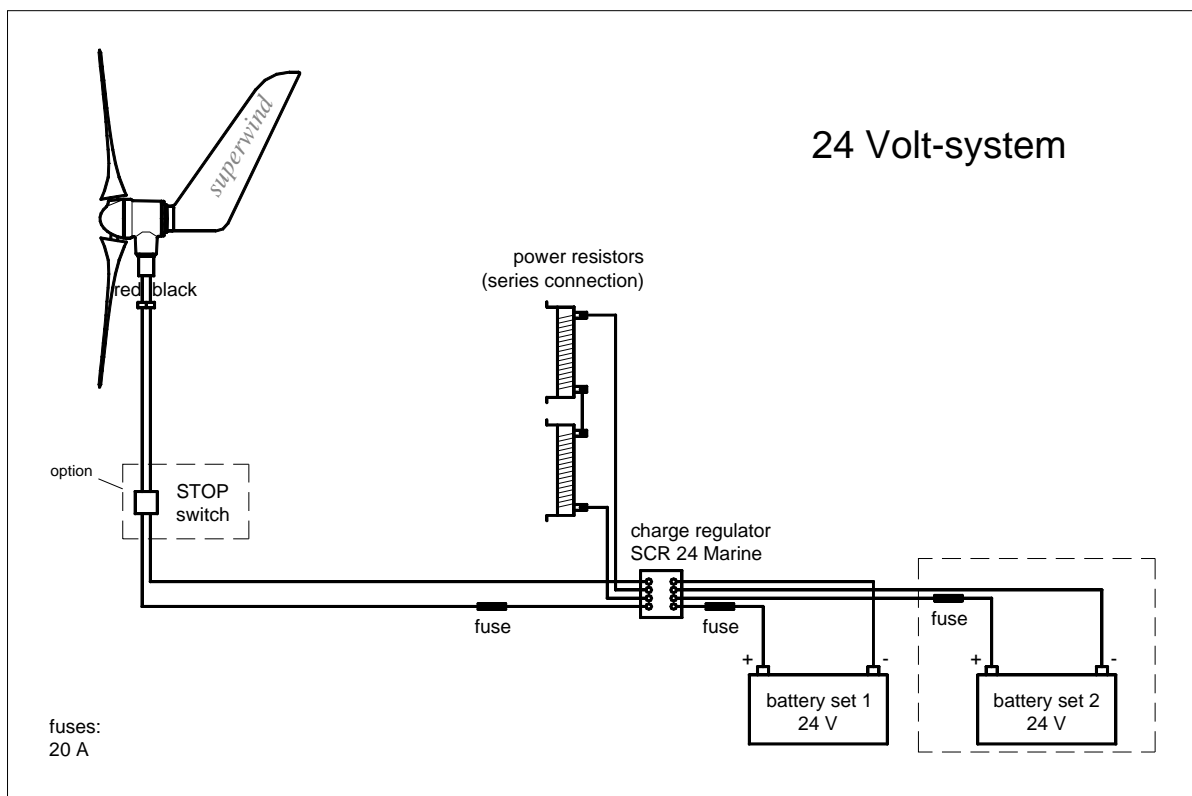 superwind
24 Volt-system
power resistors
(series connection)
red black
option
STOP
switch
charge regulator
SCR 24 Marine
fuse
fuse
fuse
+
-
+
-
battery set 1
24 V
battery set 2
24 V
fuses:
20 A